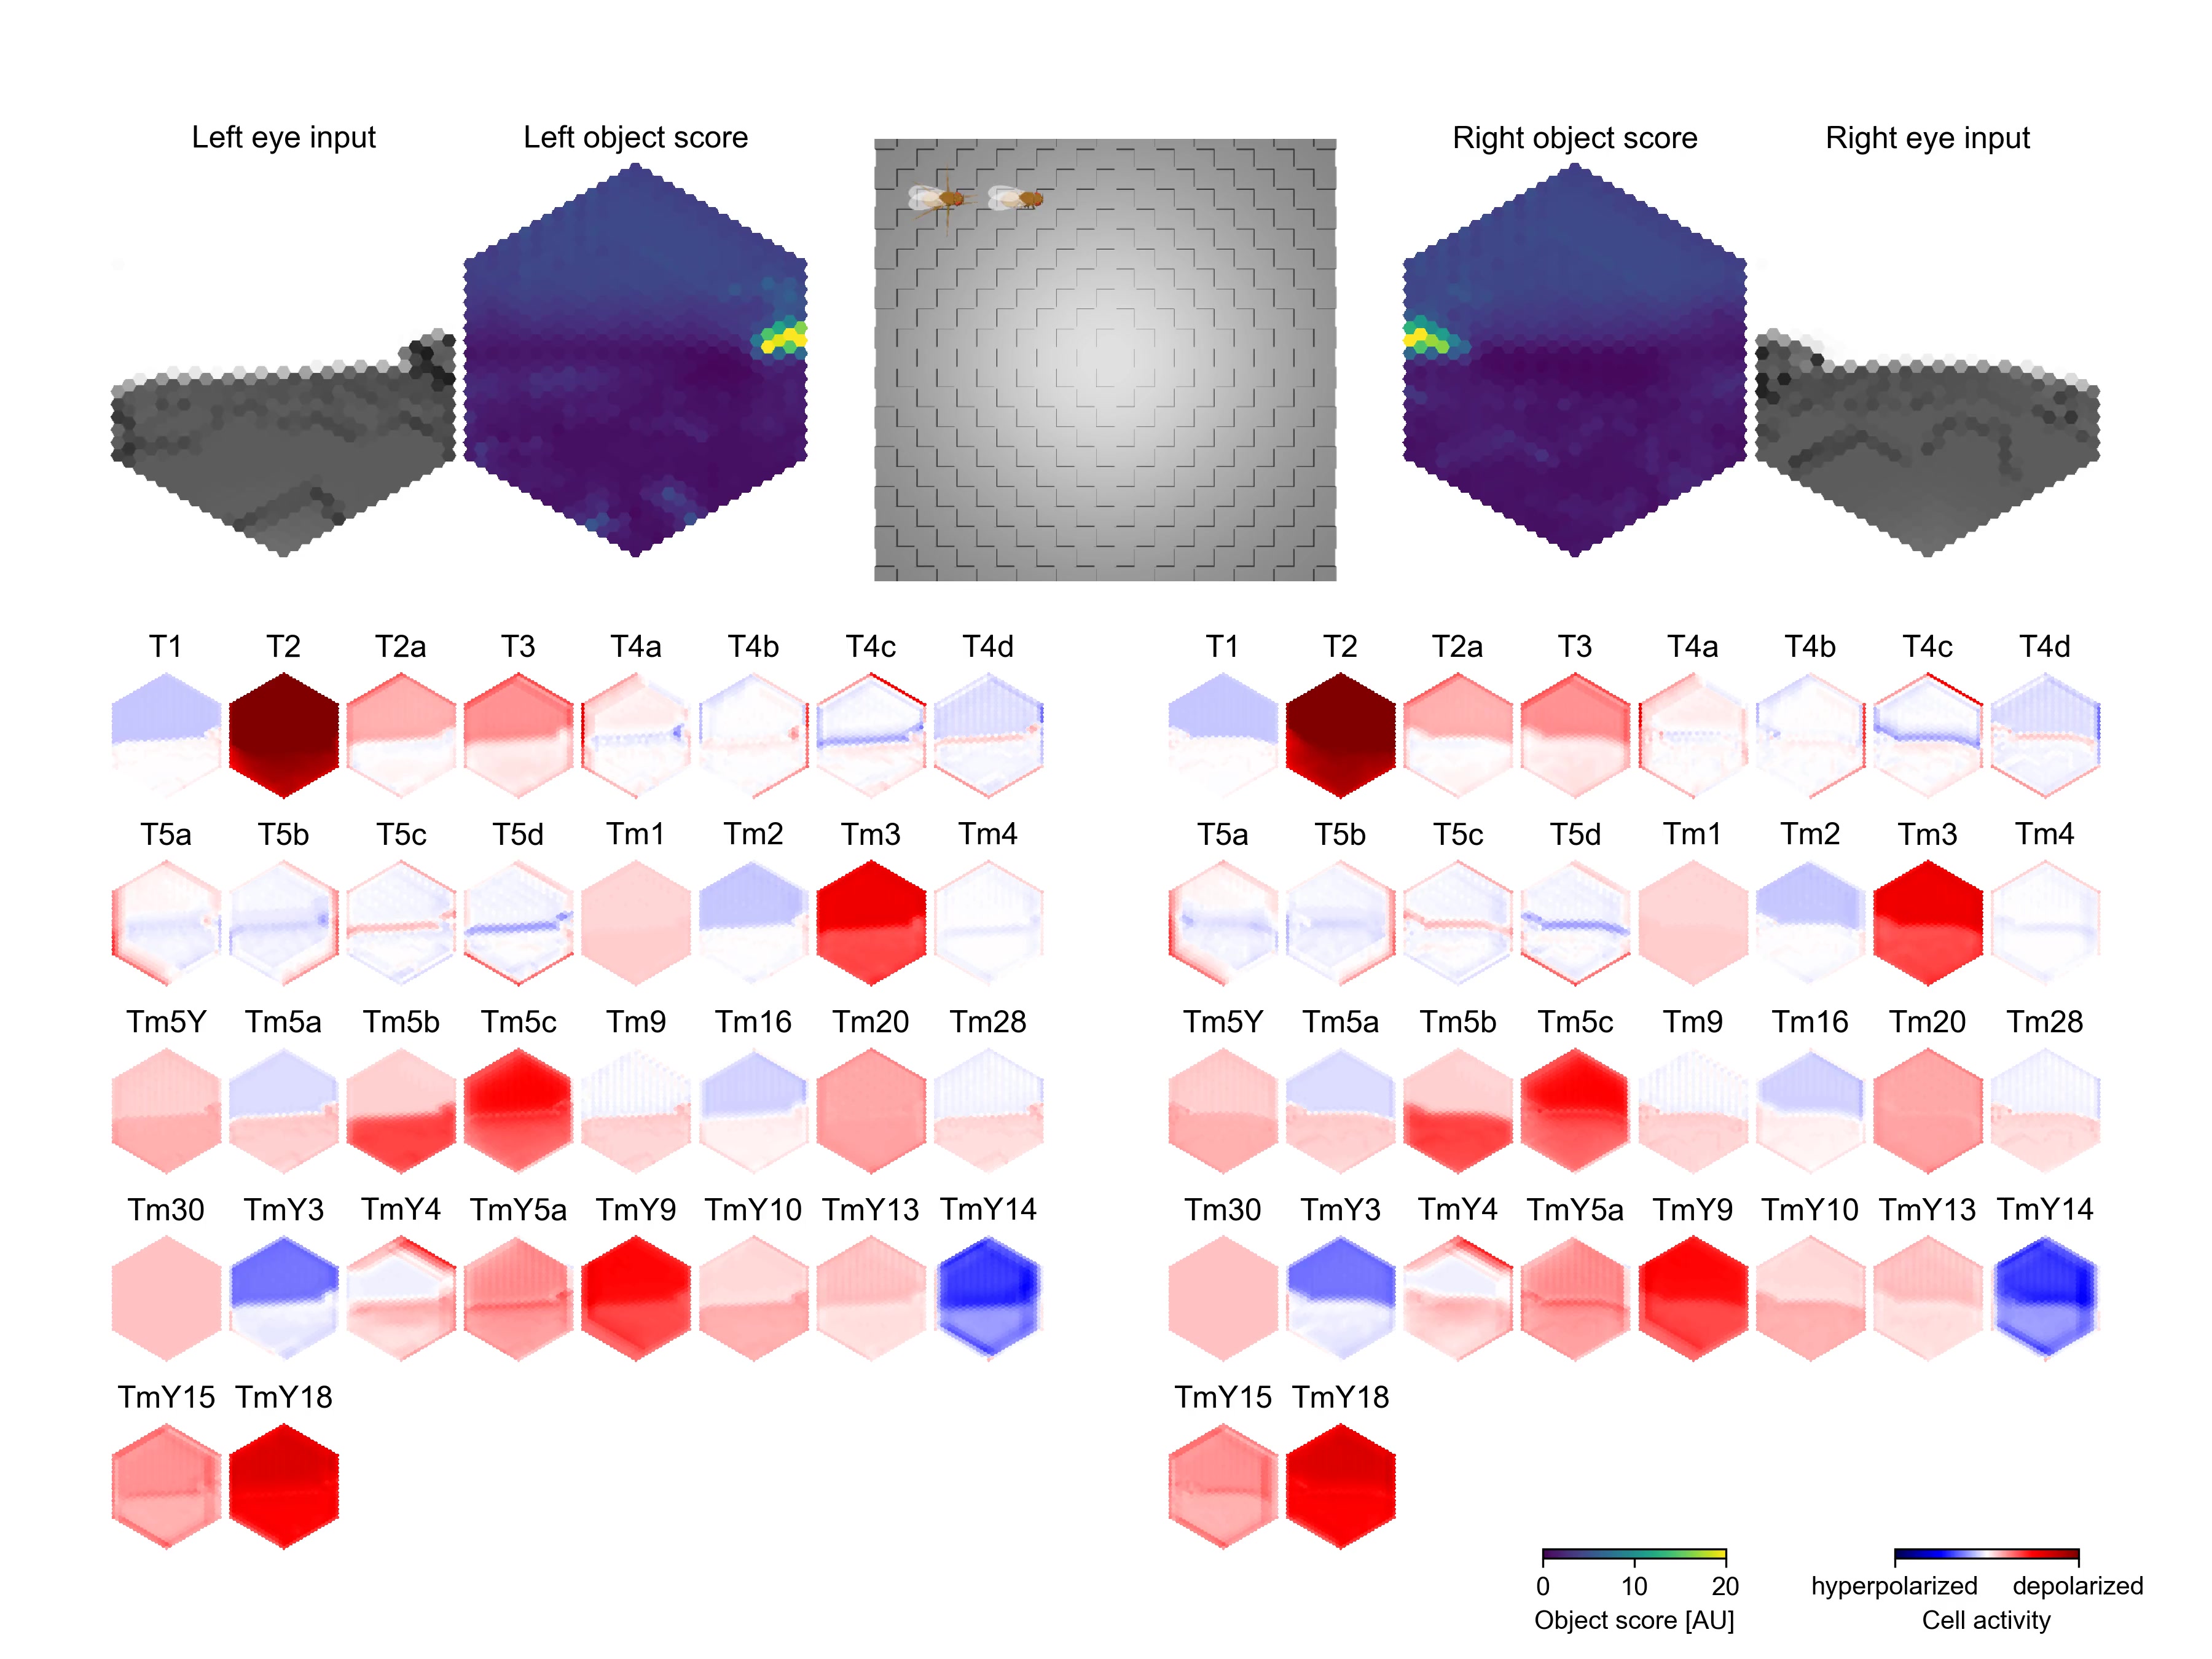 Left eye input Left object score Right object score Right eye input
T1 T2 T2a T3 T4a T4b T4c T4d T1 T2 T2a T3 T4a T4b T4c T4d
T5a T5b T5c T5d Tm1 Tm2 Tm3 Tm4 T5a T5b T5c T5d Tm1 Tm2 Tm3 Tm4
Tm5Y Tm5a Tm5b Tm5c Tm9 Tm16 Tm20 Tm28 Tm5Y Tm5a Tm5b Tm5c Tm9 Tm16 Tm20 Tm28
Tm30 TmY3 TmY4 TmY5a TmY9 TmY10 TmY13 TmY14 Tm30 TmY3 TmY4 TmY5a TmY9 TmY10 TmY13 TmY14
TmY15 TmY18 TmY15 TmY18
0 10 20 hyperpolarized depolarized
Object score [AU] Cell activity